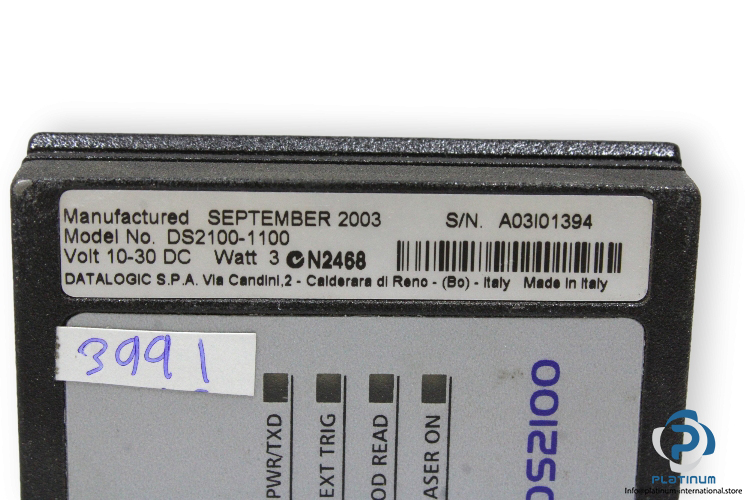 Manufactured SEPTEMBER 2003 S/N. A03I01394
Model No. DS2100-1100
Volt 10-30 DC Watt 3 N2468
DATALOGIC S.P.A. Via Candini,2 - Calderara di Reno - (Bo) - Italy Made in Italy
3991
PWR/TXD
EXT TRIG
OD READ
ASER ON
DS2100
PLATINUM
info@platinum-international.store